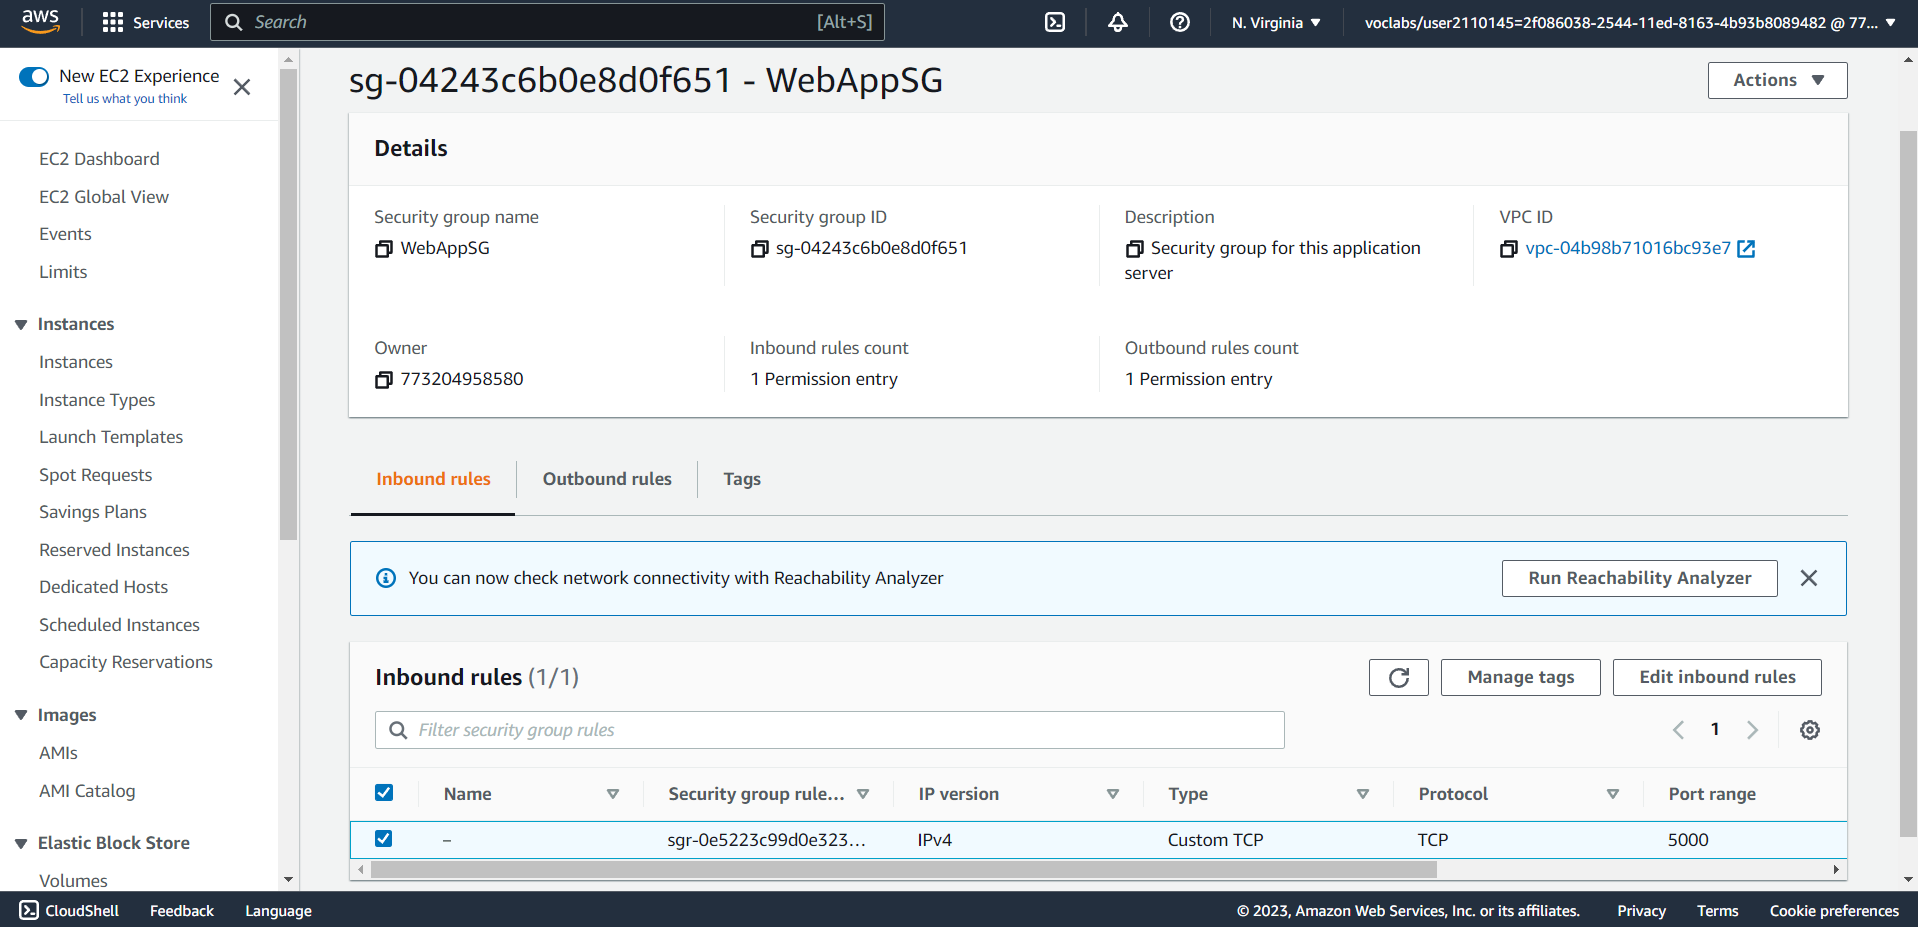 aws
Services
Search
[Alt+S]
N. Virginia
voclabs/user2110145=2f086038-2544-11ed-8163-4b93b8089482 @ 77...
New EC2 Experience
Tell us what you think
EC2 Dashboard
EC2 Global View
Events
Limits
Instances
Instances
Instance Types
Launch Templates
Spot Requests
Savings Plans
Reserved Instances
Dedicated Hosts
Scheduled Instances
Capacity Reservations
Images
AMIs
AMI Catalog
Elastic Block Store
Volumes
sg-04243c6b0e8d0f651 - WebAppSG
Actions
Details
Security group name
WebAppSG
Security group ID
sg-04243c6b0e8d0f651
Description
Security group for this application
server
VPC ID
vpc-04b98b71016bc93e7
Owner
773204958580
Inbound rules count
1 Permission entry
Outbound rules count
1 Permission entry
Inbound rules
Outbound rules
Tags
You can now check network connectivity with Reachability Analyzer
Run Reachability Analyzer
Inbound rules (1/1)
Manage tags
Edit inbound rules
Filter security group rules
1
Name
Security group rule...
IP version
Type
Protocol
Port range
–
sgr-0e5223c99d0e323...
IPv4
Custom TCP
TCP
5000
CloudShell
Feedback
Language
© 2023, Amazon Web Services, Inc. or its affiliates.
Privacy
Terms
Cookie preferences